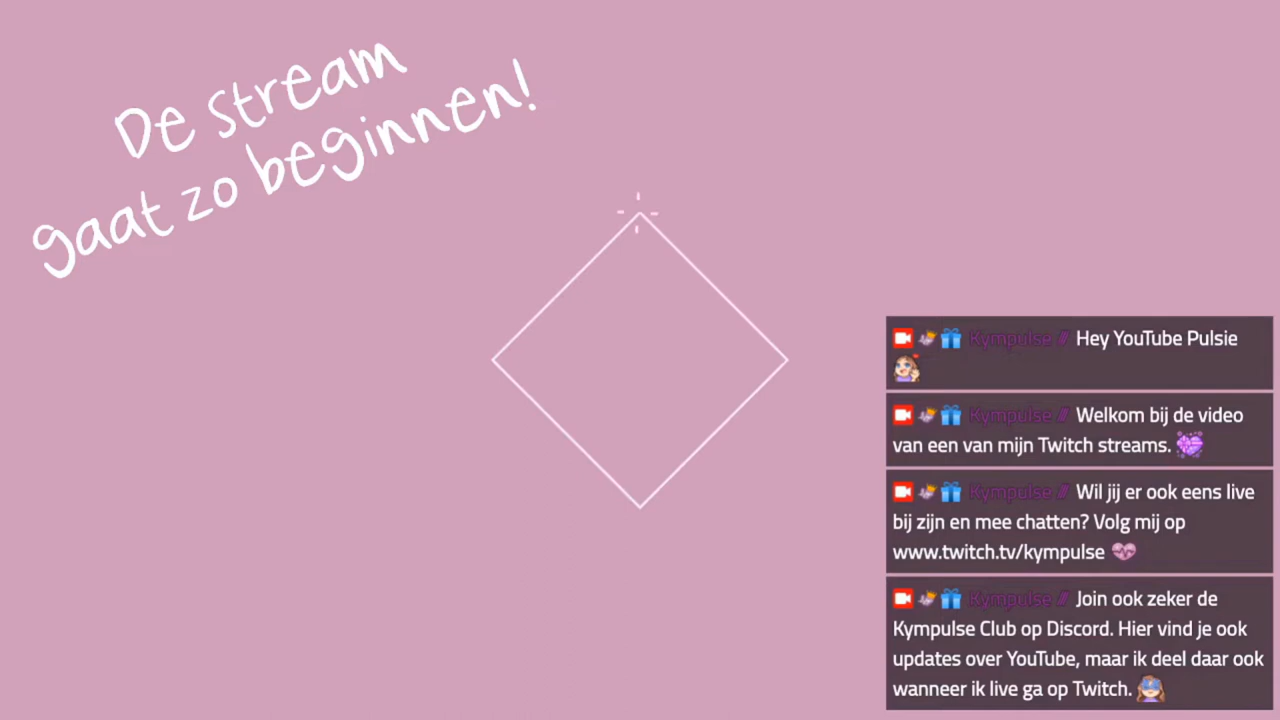 De stream
gaat zo beginnen!
Kympulse // Hey YouTube Pulsie
Kympulse // Welkom bij de video
van een van mijn Twitch streams.
Kympulse // Wil jij er ook eens live
bij zijn en mee chatten? Volg mij op
www.twitch.tv/kympulse
Kympulse // Join ook zeker de
Kympulse Club op Discord. Hier vind je ook
updates over YouTube, maar ik deel daar ook
wanneer ik live ga op Twitch.